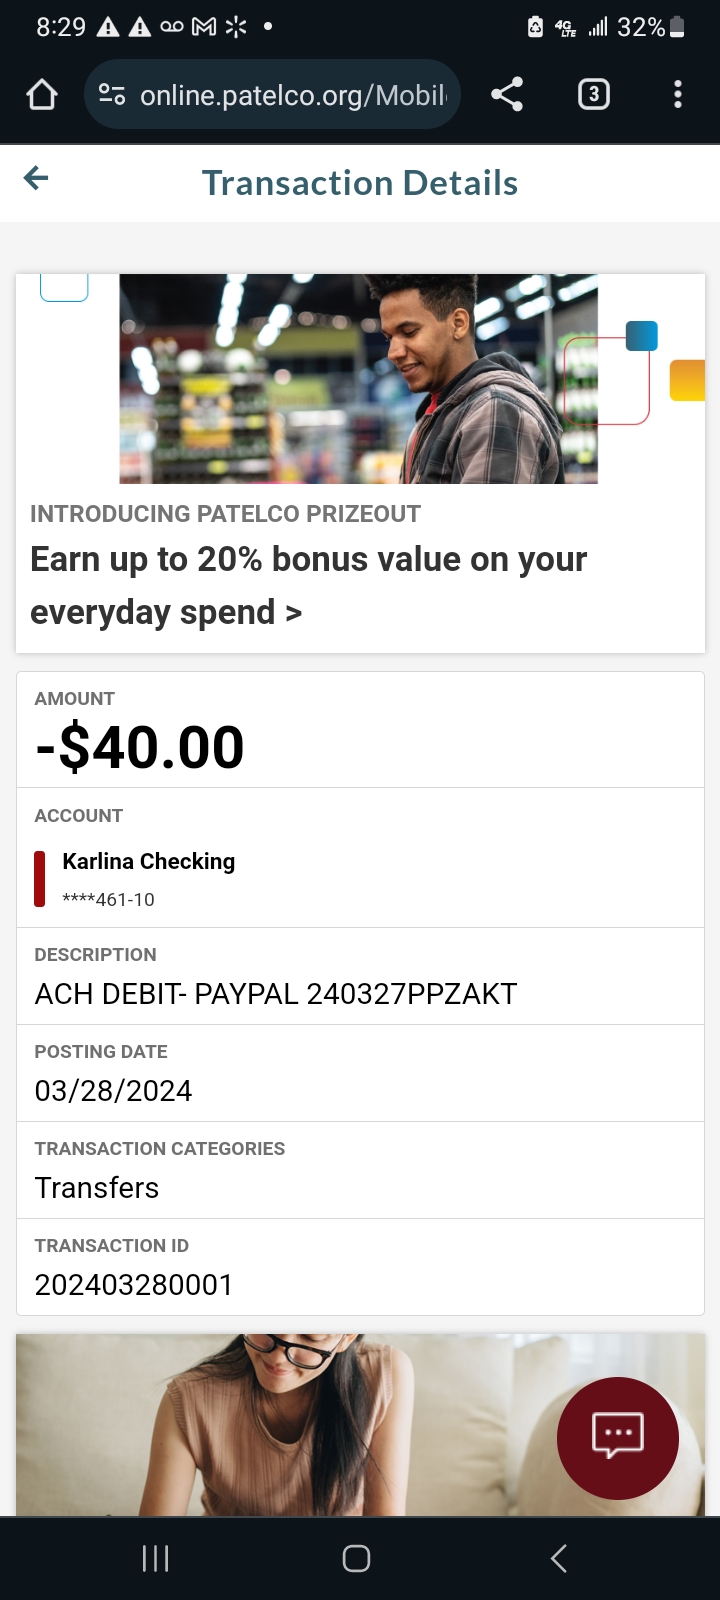 8:29
4G LTE
32%
online.patelco.org/Mobil
3
Transaction Details
INTRODUCING PATELCO PRIZEOUT
Earn up to 20% bonus value on your
everyday spend >
AMOUNT
-$40.00
ACCOUNT
Karlina Checking
****461-10
DESCRIPTION
ACH DEBIT- PAYPAL 240327PPZAKT
POSTING DATE
03/28/2024
TRANSACTION CATEGORIES
Transfers
TRANSACTION ID
202403280001